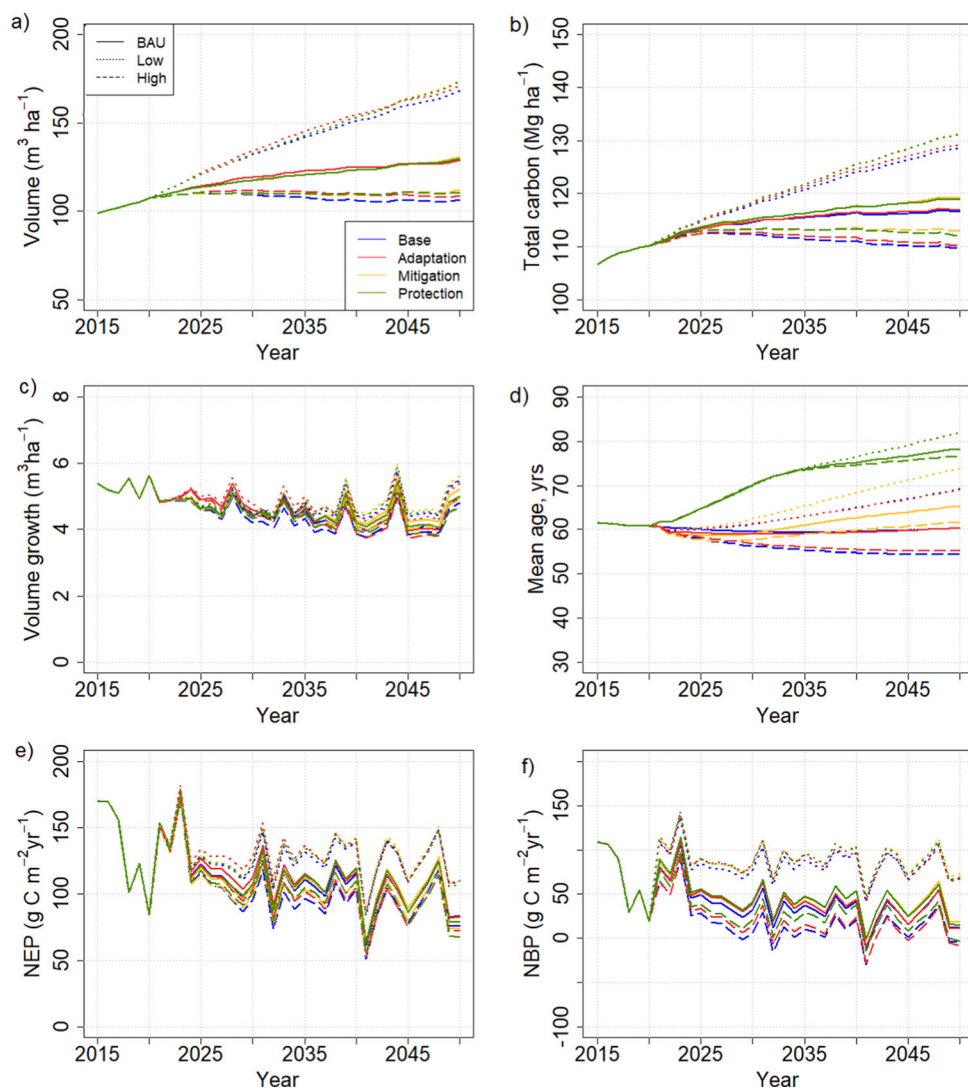 a)
Volume (m³ ha⁻¹)
200
150
100
50
BAU
Low
High
Base
Adaptation
Mitigation
Protection
2015 2025 2035 2045
Year
b)
Total carbon (Mg ha⁻¹)
150
140
130
120
110
100
2015 2025 2035 2045
Year
c)
Volume growth (m³ha⁻¹)
8
6
4
2
0
2015 2025 2035 2045
Year
d)
Mean age, yrs
90
80
70
60
50
40
30
2015 2025 2035 2045
Year
e)
NEP (g C m⁻²yr⁻¹)
200
150
100
50
0
2015 2025 2035 2045
Year
f)
NBP (g C m⁻²yr⁻¹)
150
50
0
-100
2015 2025 2035 2045
Year